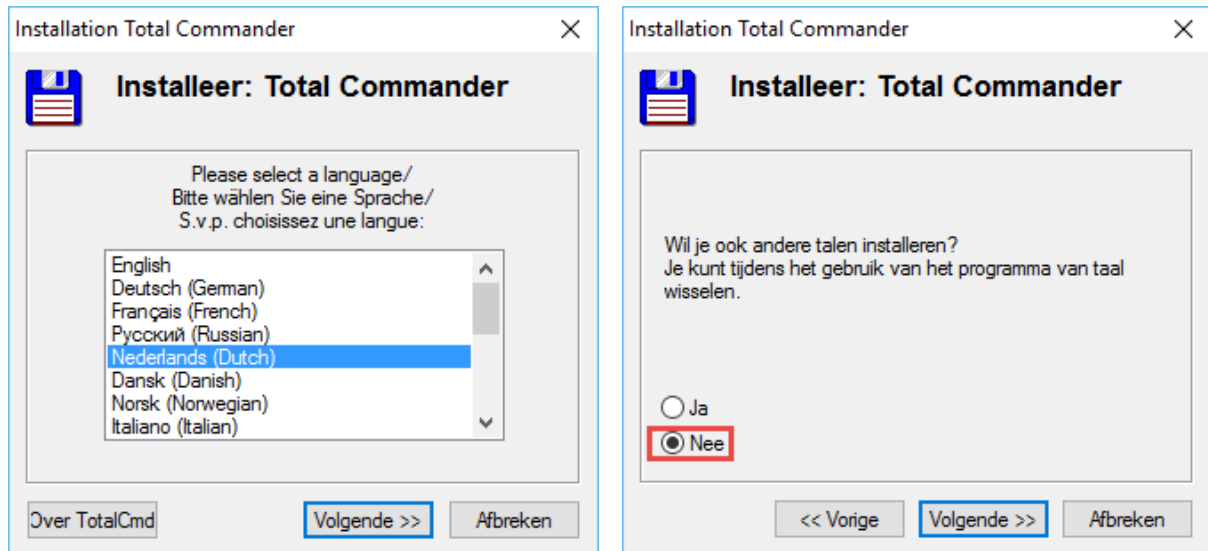 Installation Total Commander
Installeer: Total Commander
Please select a language/
Bitte wählen Sie eine Sprache/
S.v.p. choisissez une langue:
English
Deutsch (German)
Français (French)
Русский (Russian)
Nederlands (Dutch)
Dansk (Danish)
Norsk (Norwegian)
Italiano (Italian)
Over TotalCmd
Volgende >>
Afbreken
Installation Total Commander
Installeer: Total Commander
Wil je ook andere talen installeren?
Je kunt tijdens het gebruik van het programma van taal
wisselen.
Ja
Nee
<< Vorige
Volgende >>
Afbreken